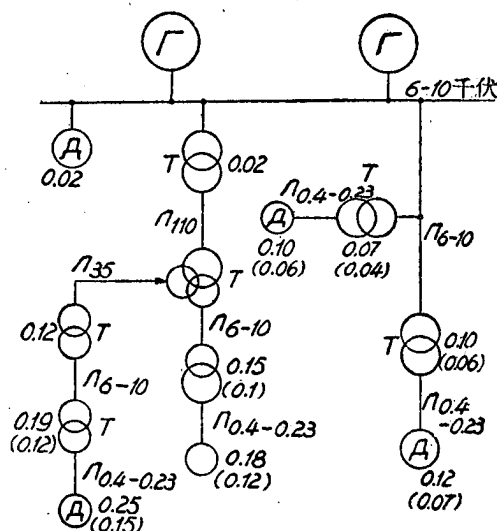 Г
Г
6-10千伏
Д
0.02
T
0.02
Л110
Л0.4-0.23
T
Д
0.10
(0.06)
0.07
(0.04)
Л6-10
Л35
T
0.12
T
Л6-10
0.15
(0.1)
T
0.10
(0.06)
Л6-10
0.19
(0.12)
T
Л0.4-0.23
0.18
(0.12)
Л0.4
-0.23
Д
0.12
(0.07)
Л0.4-0.23
Д
0.25
(0.15)